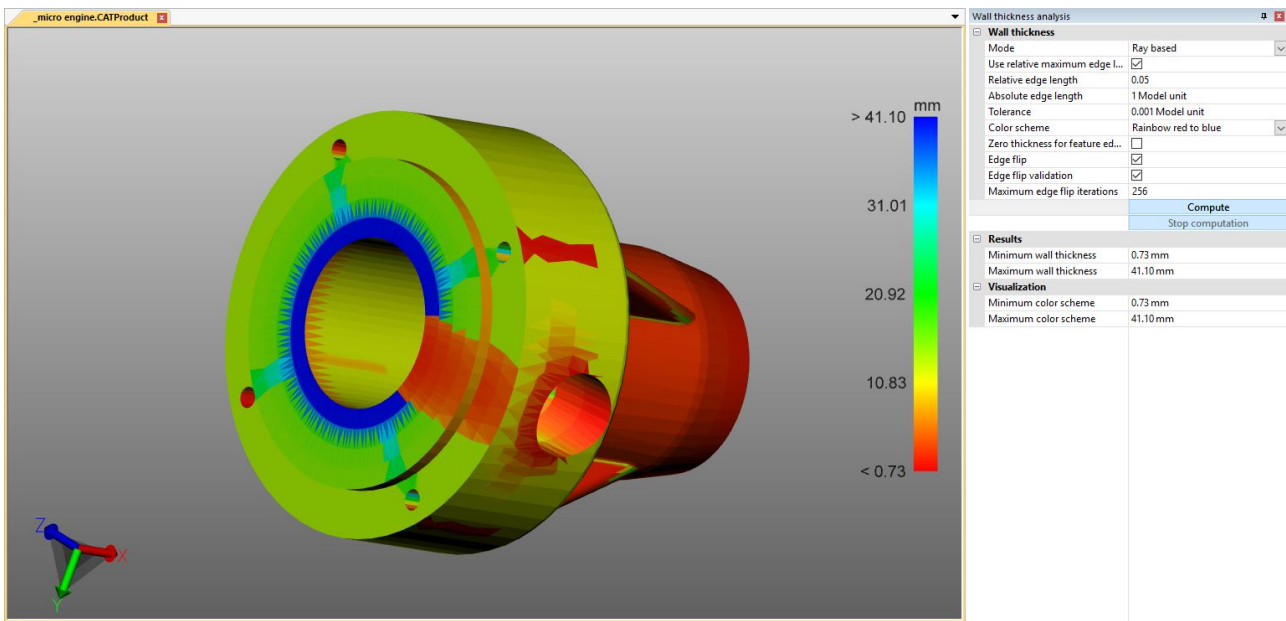 _micro engine.CATProduct
mm
> 41.10
31.01
20.92
10.83
< 0.73
Z
X
Y
Wall thickness analysis
Wall thickness
Mode Ray based
Use relative maximum edge l...
Relative edge length 0.05
Absolute edge length 1 Model unit
Tolerance 0.001 Model unit
Color scheme Rainbow red to blue
Zero thickness for feature ed...
Edge flip
Edge flip validation
Maximum edge flip iterations 256
Compute
Stop computation
Results
Minimum wall thickness 0.73 mm
Maximum wall thickness 41.10 mm
Visualization
Minimum color scheme 0.73 mm
Maximum color scheme 41.10 mm